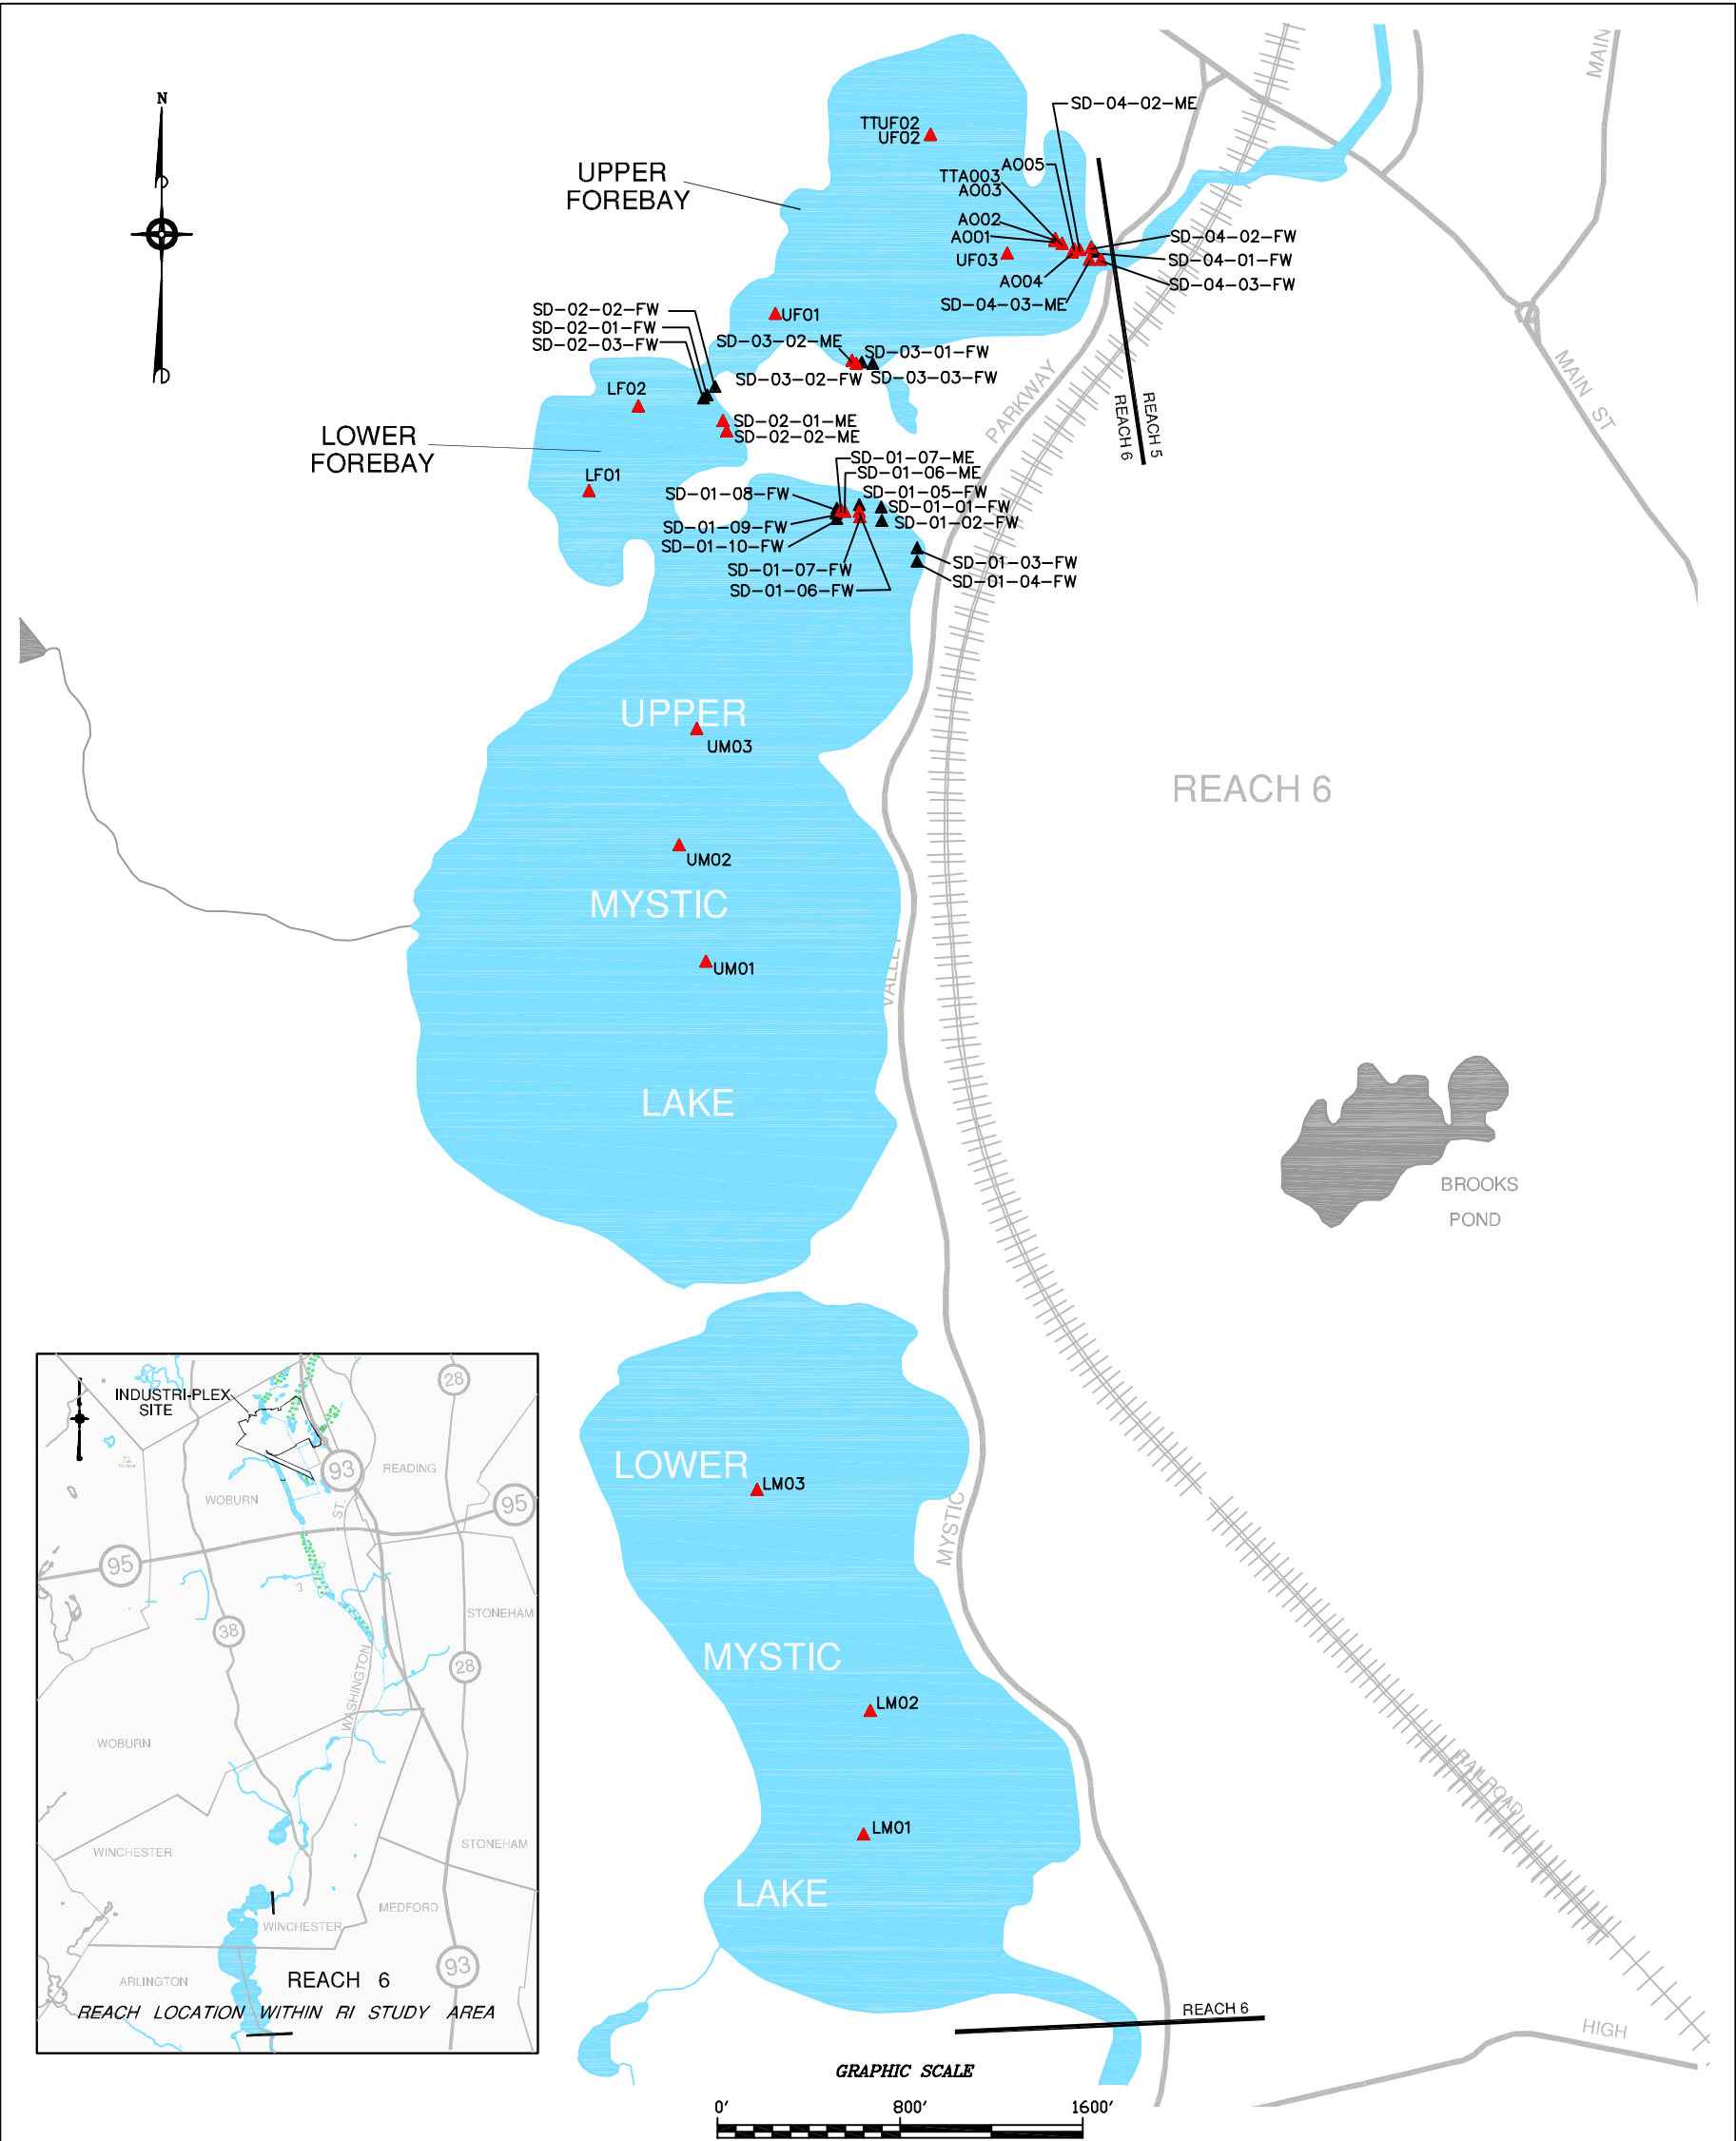 N
MAIN
SD-04-02-ME
TTUF02
UF02
UPPER
FOREBAY
A005
TTA003
A003
A002
A001
UF03
A004
SD-04-03-ME
SD-04-02-FW
SD-04-01-FW
SD-04-03-FW
SD-02-02-FW
SD-02-01-FW
SD-02-03-FW
UF01
SD-03-02-ME
SD-03-01-FW
SD-03-02-FW
SD-03-03-FW
PARKWAY
REACH 6
REACH 5
MAIN ST
LF02
SD-02-01-ME
SD-02-02-ME
LOWER
FOREBAY
LF01
SD-01-07-ME
SD-01-06-ME
SD-01-08-FW
SD-01-05-FW
SD-01-01-FW
SD-01-02-FW
SD-01-09-FW
SD-01-10-FW
SD-01-07-FW
SD-01-06-FW
SD-01-03-FW
SD-01-04-FW
UPPER
UM03
REACH 6
UM02
MYSTIC
UM01
VALLEY
LAKE
BROOKS
POND
LOWER
LM03
MYSTIC
MYSTIC
LM02
RAILROAD
LM01
LAKE
REACH 6
HIGH
INDUSTRI-PLEX
SITE
28
93
READING
WOBURN
ST.
95
95
STONEHAM
38
28
WASHINGTON
WOBURN
WINCHESTER
STONEHAM
MEDFORD
WINCHESTER
93
ARLINGTON
REACH 6
REACH LOCATION WITHIN RI STUDY AREA
GRAPHIC SCALE
0'
800'
1600'